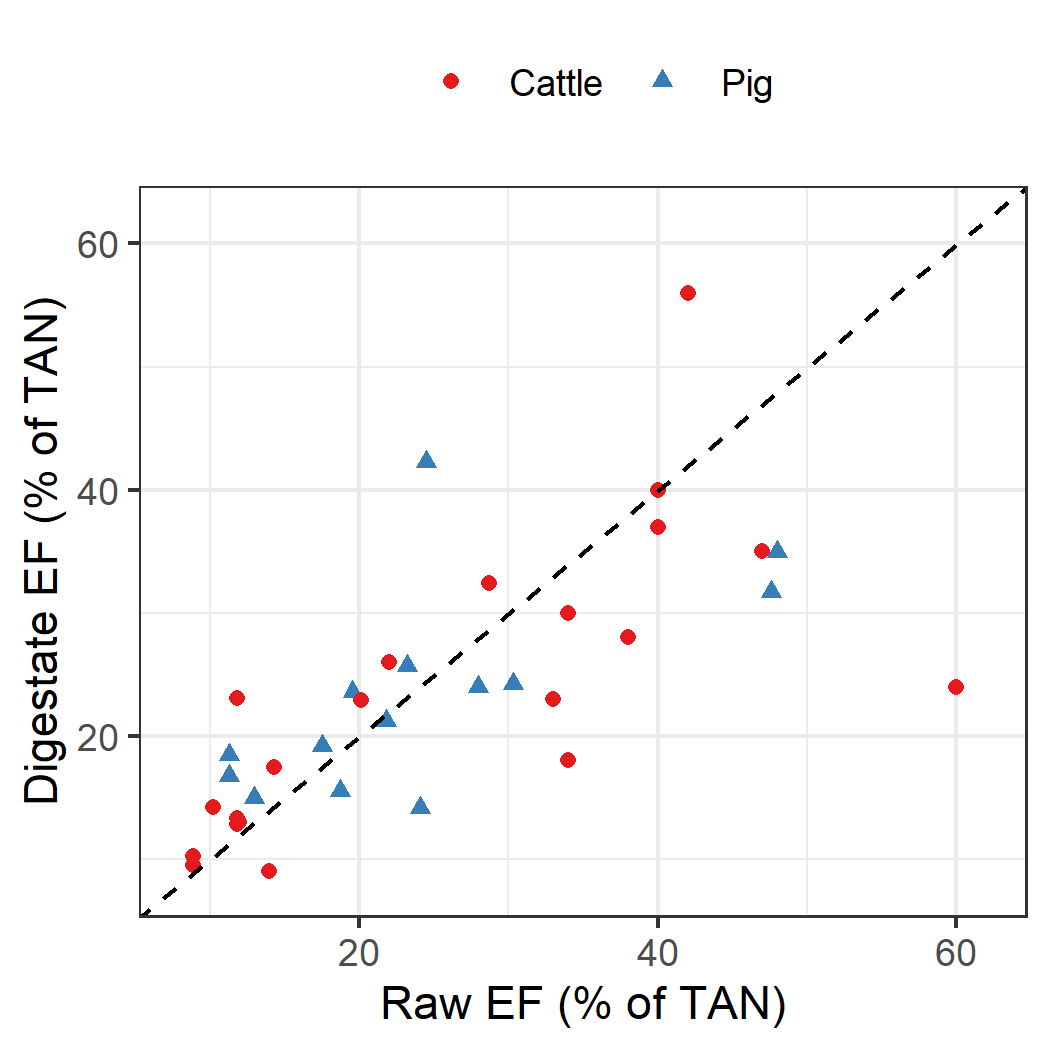 Cattle Pig
60
40
20
Digestate EF (% of TAN)
20 40 60
Raw EF (% of TAN)